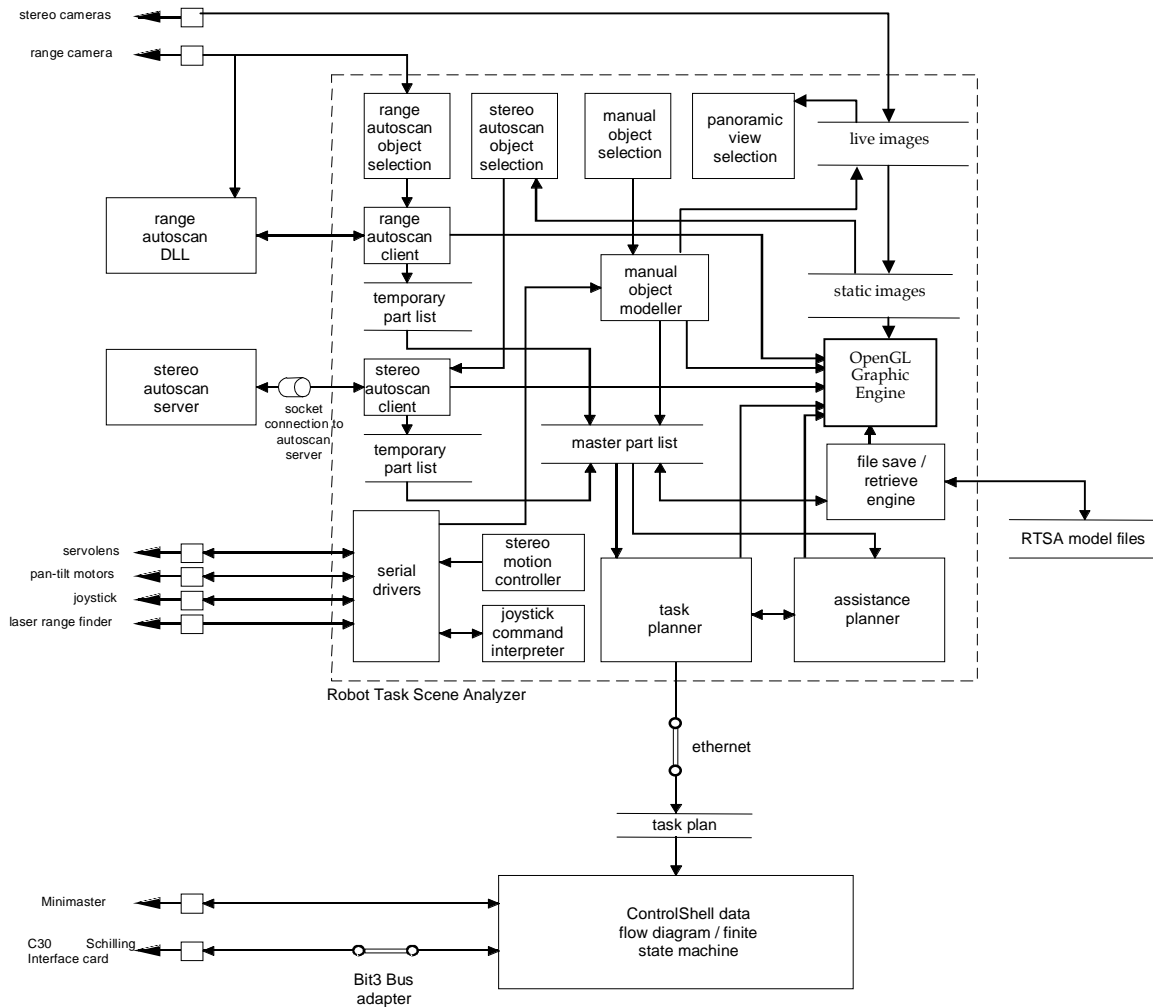 stereo cameras
range camera
range
autoscan
object
selection
stereo
autoscan
object
selection
manual
object
selection
panoramic
view
selection
live images
range
autoscan
DLL
range
autoscan
client
manual
object
modeller
static images
temporary
part list
OpenGL
Graphic
Engine
stereo
autoscan
server
socket
connection to
autoscan
server
stereo
autoscan
client
temporary
part list
master part list
file save /
retrieve
engine
RTSA model files
servolens
pan-tilt motors
joystick
laser range finder
serial
drivers
stereo
motion
controller
joystick
command
interpreter
task
planner
assistance
planner
Robot Task Scene Analyzer
ethernet
task plan
Minimaster
C30 Schilling
Interface card
Bit3 Bus
adapter
ControlShell data
flow diagram / finite
state machine